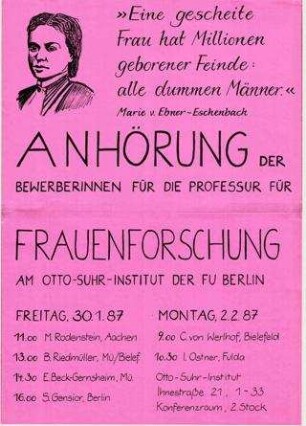 »Eine gescheite
Frau hat Millionen
geborener Feinde:
alle dummen Männer.«
Marie v. Ebner-Eschenbach
ANHÖRUNG DER
BEWERBERINNEN FÜR DIE PROFESSUR FÜR
FRAUENFORSCHUNG
AM OTTO-SUHR-INSTITUT DER FU BERLIN
FREITAG, 30.1.87
11.00 M. Rodenstein, Aachen
13.00 B. Riedmüller, MÜ/Belef
14.30 E. Beck-Gernsheim, MÜ.
16.00 S. Gensior, Berlin
MONTAG, 2.2.87
9.00 C. von Werlhof, Bielefeld
10.30 I. Ostner, Fulda
Otto-Suhr-Institut
Ihnestraße 21, 1-33
Konferenzraum, 2. Stock